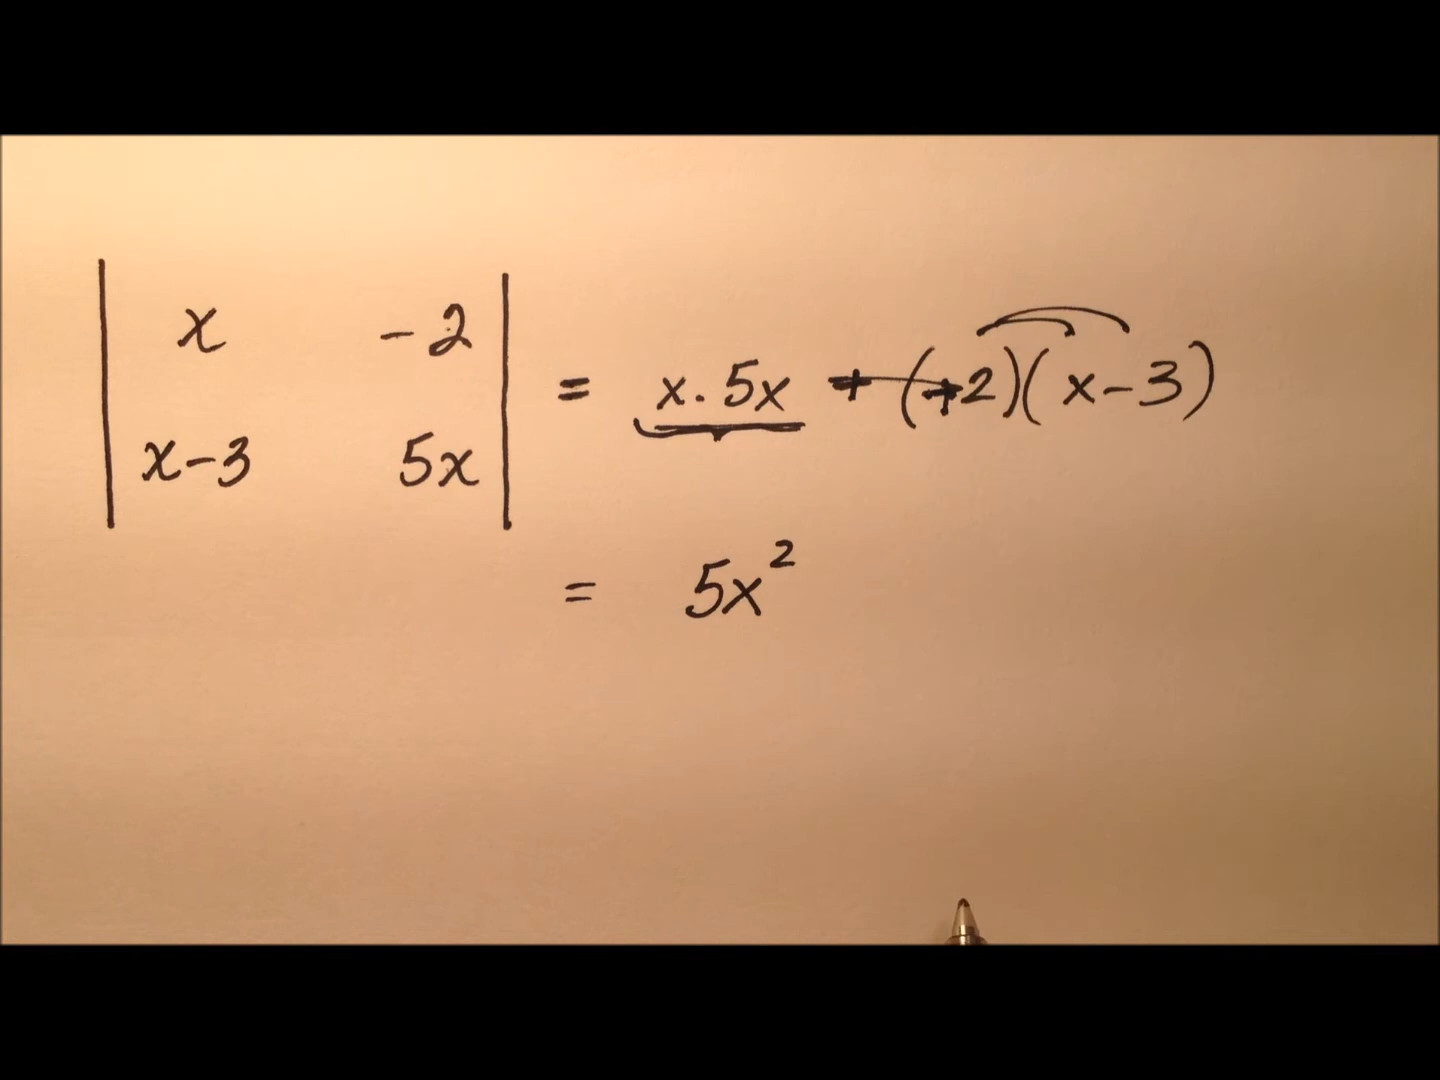 | x -2 | = x . 5x + (+2)(x-3)
| x-3 5x |
= 5x²